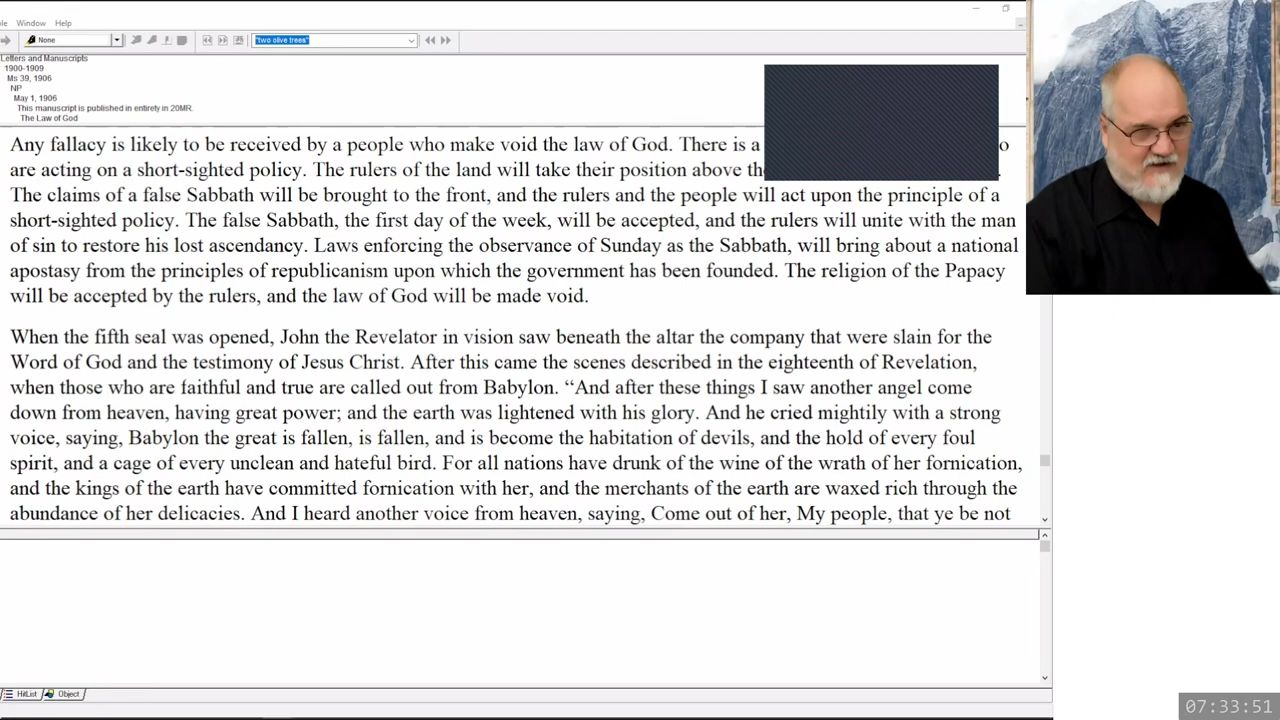 Window Help
None
"two olive trees"
Letters and Manuscripts
1900-1909
Ms 39, 1906
NP
May 1, 1906
This manuscript is published in entirety in 20MR.
The Law of God
Any fallacy is likely to be received by a people who make void the law of God. There is a
are acting on a short-sighted policy. The rulers of the land will take their position above
The claims of a false Sabbath will be brought to the front, and the rulers and the people will act upon the principle of a
short-sighted policy. The false Sabbath, the first day of the week, will be accepted, and the rulers will unite with the man
of sin to restore his lost ascendancy. Laws enforcing the observance of Sunday as the Sabbath, will bring about a national
apostasy from the principles of republicanism upon which the government has been founded. The religion of the Papacy
will be accepted by the rulers, and the law of God will be made void.
When the fifth seal was opened, John the Revelator in vision saw beneath the altar the company that were slain for the
Word of God and the testimony of Jesus Christ. After this came the scenes described in the eighteenth of Revelation,
when those who are faithful and true are called out from Babylon. “And after these things I saw another angel come
down from heaven, having great power; and the earth was lightened with his glory. And he cried mightily with a strong
voice, saying, Babylon the great is fallen, is fallen, and is become the habitation of devils, and the hold of every foul
spirit, and a cage of every unclean and hateful bird. For all nations have drunk of the wine of the wrath of her fornication,
and the kings of the earth have committed fornication with her, and the merchants of the earth are waxed rich through the
abundance of her delicacies. And I heard another voice from heaven, saying, Come out of her, My people, that ye be not
HitList Object
07:33:51